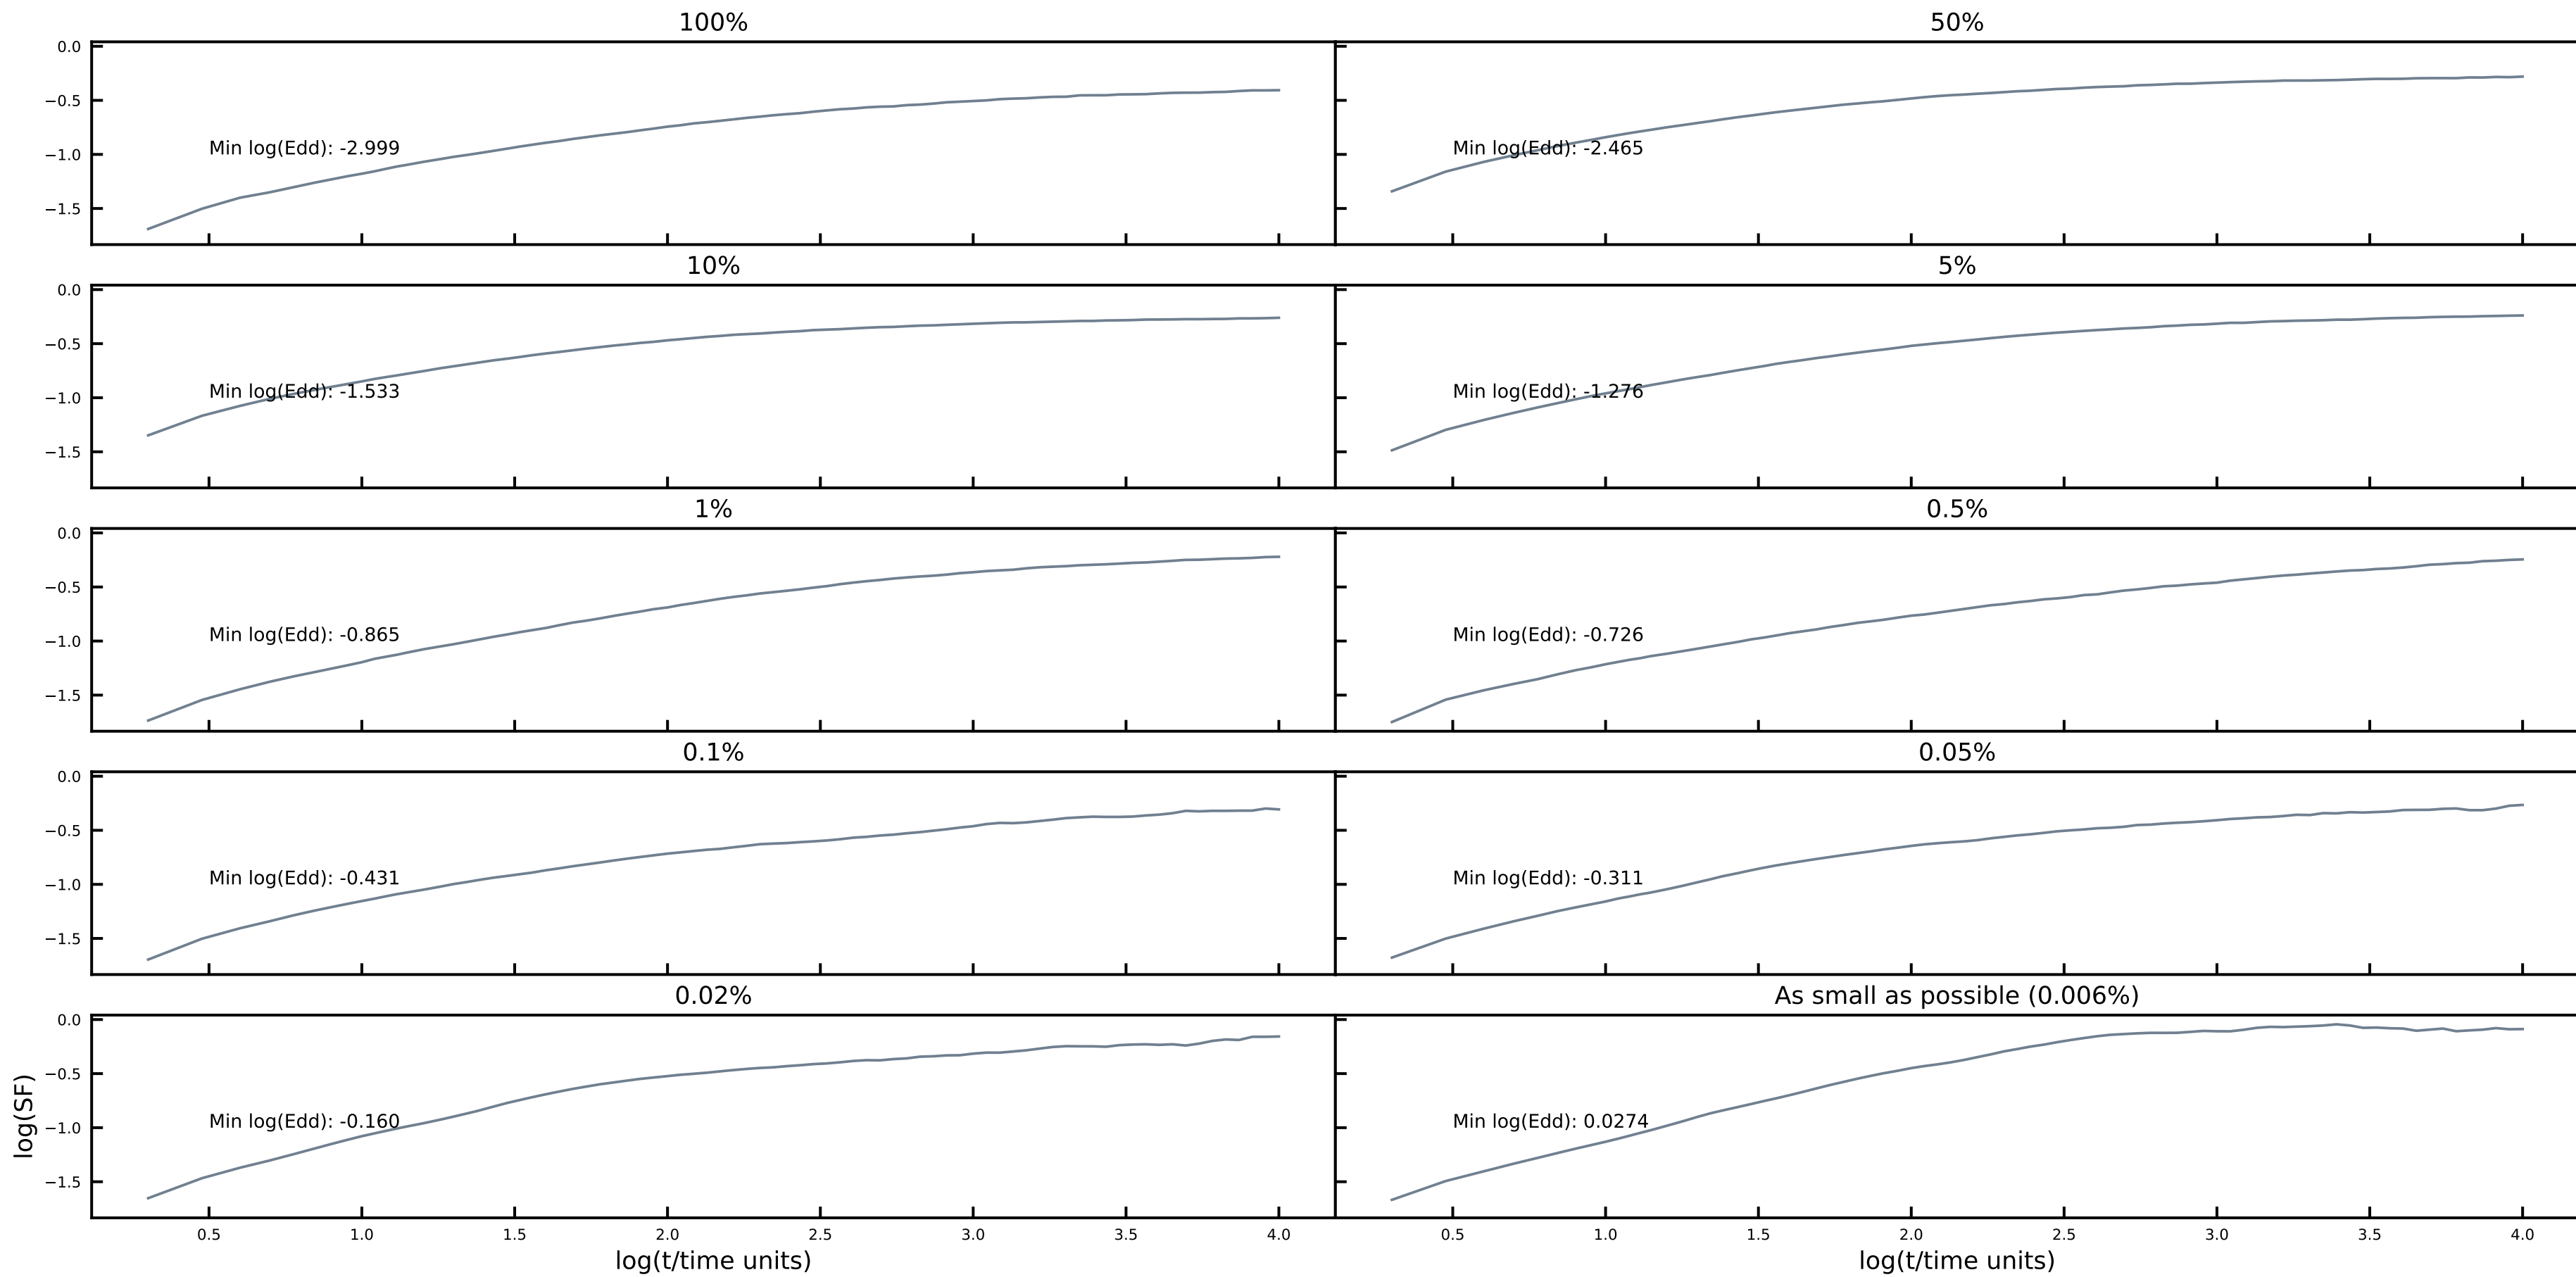 100%
50%
0.0
−0.5
−1.0
−1.5
Min log(Edd): -2.999
Min log(Edd): -2.465
10%
5%
0.0
−0.5
−1.0
−1.5
Min log(Edd): -1.533
Min log(Edd): -1.276
1%
0.5%
0.0
−0.5
−1.0
−1.5
Min log(Edd): -0.865
Min log(Edd): -0.726
0.1%
0.05%
0.0
−0.5
−1.0
−1.5
Min log(Edd): -0.431
Min log(Edd): -0.311
0.02%
As small as possible (0.006%)
0.0
−0.5
−1.0
−1.5
log(SF)
Min log(Edd): -0.160
Min log(Edd): 0.0274
0.5 1.0 1.5 2.0 2.5 3.0 3.5 4.0
0.5 1.0 1.5 2.0 2.5 3.0 3.5 4.0
log(t/time units)
log(t/time units)